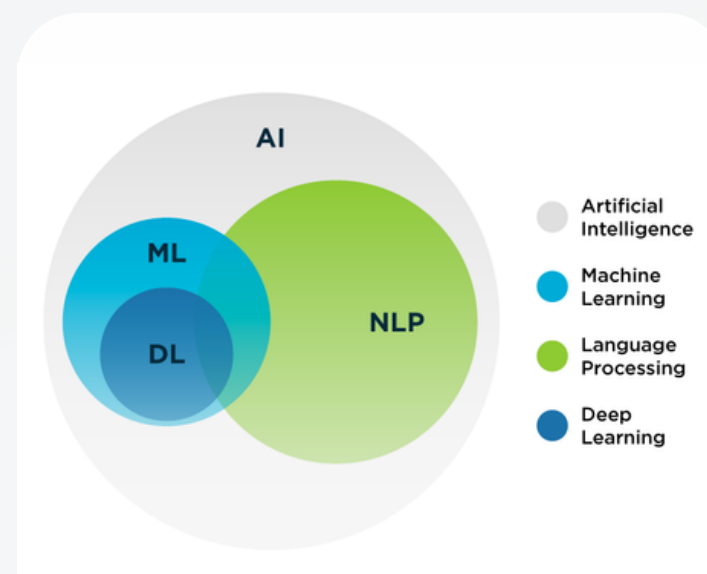 AI
ML
DL
NLP
Artificial
Intelligence
Machine
Learning
Language
Processing
Deep
Learning